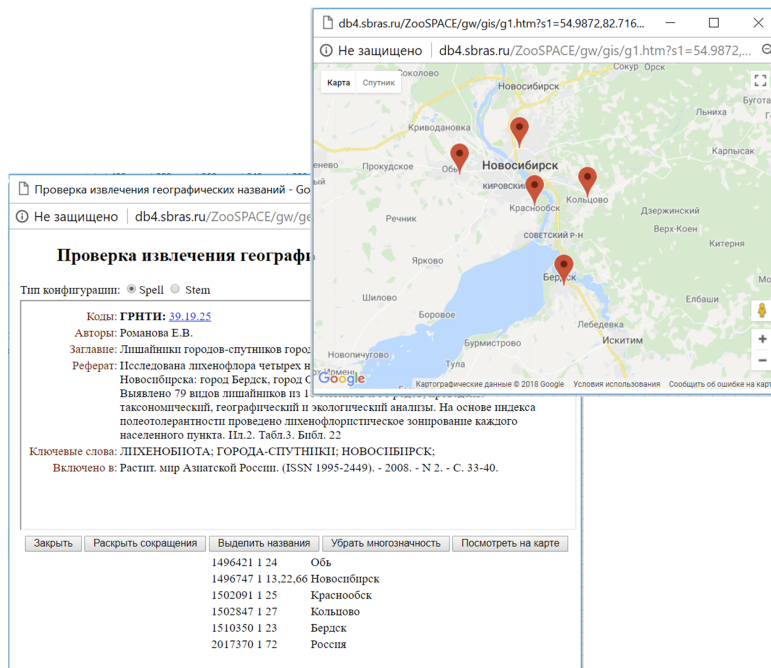 db4.sbras.ru/ZooSPACE/gw/gis/g1.htm?s1=54.9872,82.716...
Не защищено db4.sbras.ru/ZooSPACE/gw/gis/g1.htm?s1=54.9872,...
Карта Спутник
Соколово
Сокур Орск
Новосибирск
Бугота
Льниха
Криводановка
Карпысак
Прокудское
Обь
Новосибирск
КИРОВСКИЙ
Краснообск
Кольцово
Дзержинский
Речник
Верх-Коен
СОВЕТСКИЙ Р-Н
Китерня
Ярково
Бердск
Шилово
Елбаши
Боровое
Лебедевка
Искитим
Бурмистрово
Новопичугово
Тула
Google
Картографические данные © 2018 Google Условия использования Сообщить об ошибке на карт
Проверка извлечения географических названий - Go
Не защищено db4.sbras.ru/ZooSPACE/gw/ge
Проверка извлечения географи
Тип конфигурации: Spell Stem
Коды: ГРНТИ: 39.19.25
Авторы: Романова Е.В.
Заглавие: Лишайники городов-спутников горо
Реферат: Исследована лихенофлора четырех н
Новосибирска: город Бердск, город
Выявлено 79 видов лишайников из
таксономический, географический и экологический анализы. На основе индекса
полеотолерантности проведено лихенофлористическое зонирование каждого
населенного пункта. Ил.2. Табл.3. Библ. 22
Ключевые слова: ЛИХЕНОБИОТА; ГОРОДА-СПУТНИКИ; НОВОСИБИРСК;
Включено в: Растит. мир Азиатской России. (ISSN 1995-2449). - 2008. - N 2. - С. 33-40.
Закрыть Раскрыть сокращения Выделить названия Убрать многозначность Посмотреть на карте
1496421 1 24 Обь
1496747 1 13,22,66 Новосибирск
1502091 1 25 Краснообск
1502847 1 27 Кольцово
1510350 1 23 Бердск
2017370 1 72 Россия